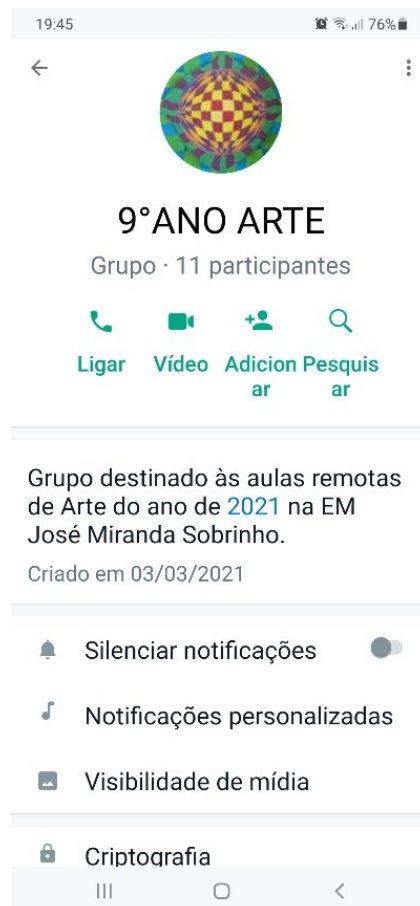 19:45 76%
9°ANO ARTE
Grupo · 11 participantes
Ligar Vídeo Adicion Pesquis
ar ar
Grupo destinado às aulas remotas
de Arte do ano de 2021 na EM
José Miranda Sobrinho.
Criado em 03/03/2021
Silenciar notificações
Notificações personalizadas
Visibilidade de mídia
Criptografia